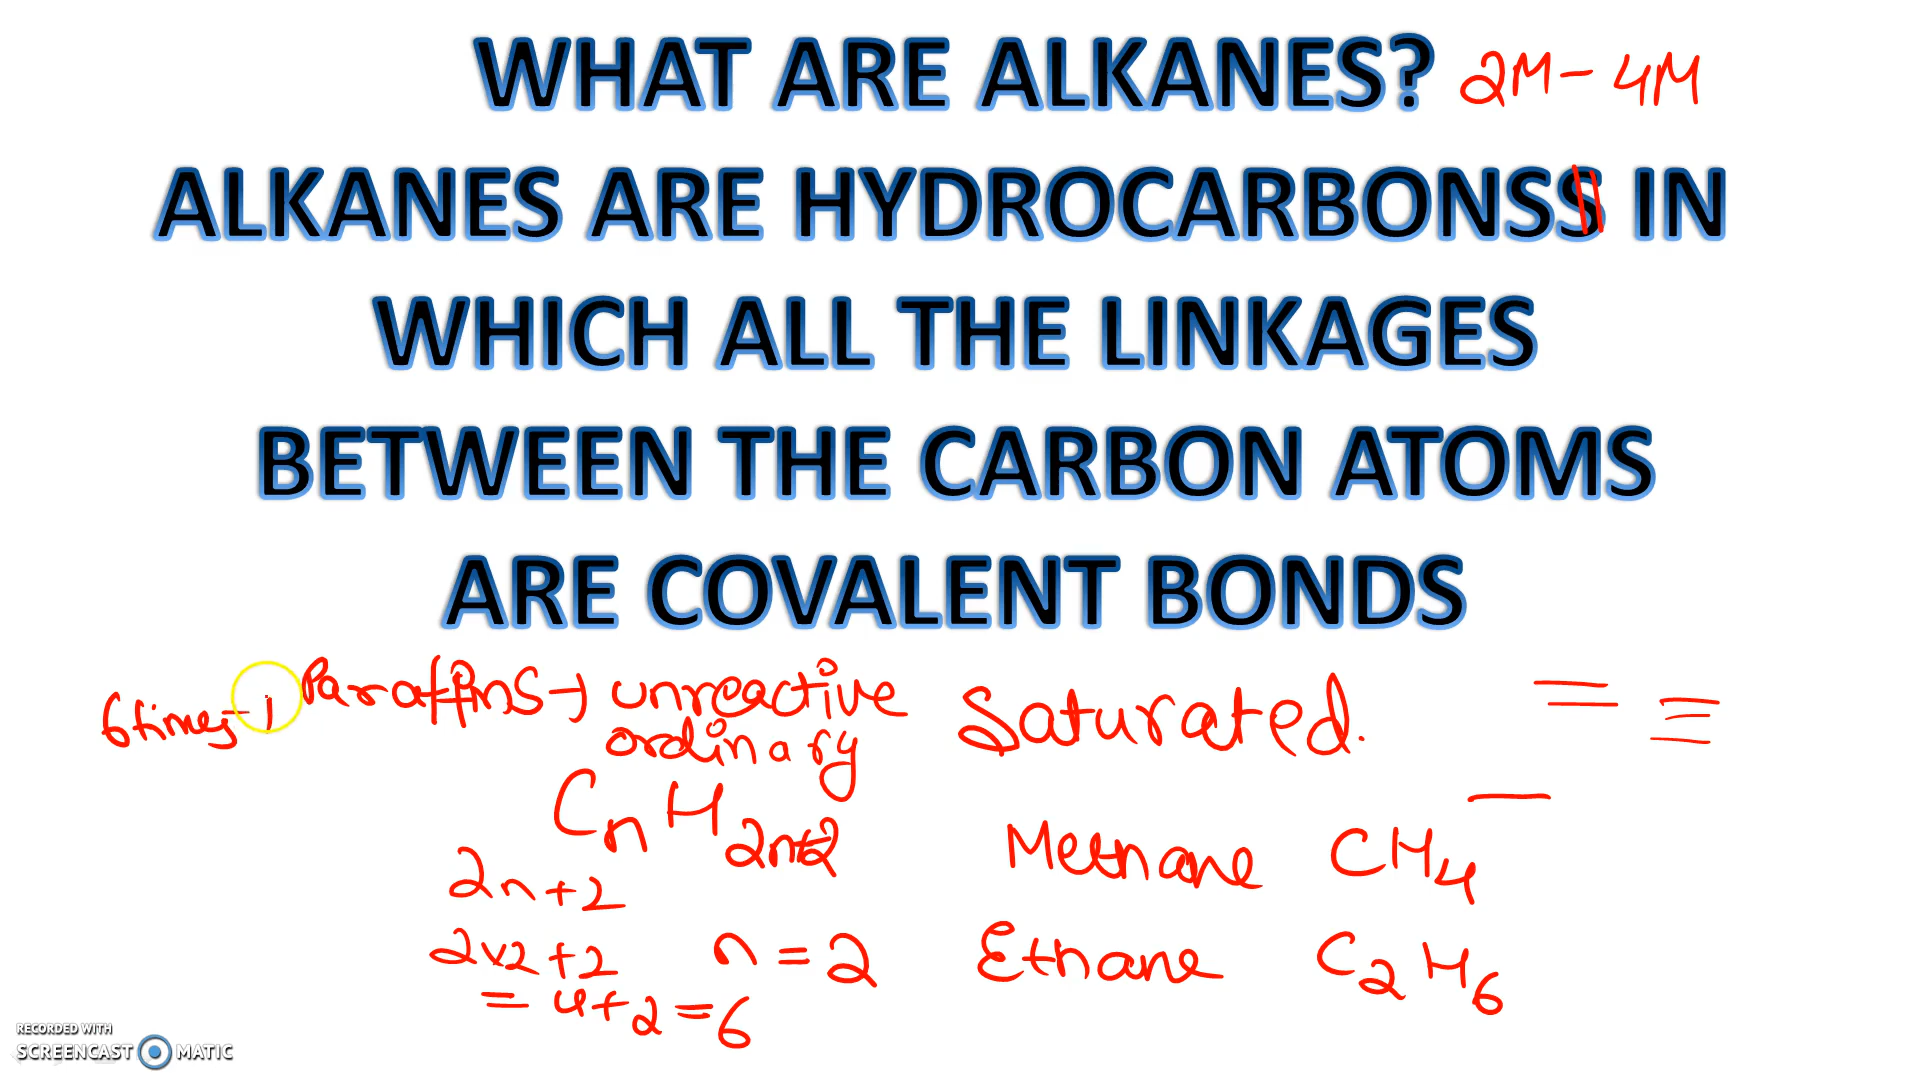 WHAT ARE ALKANES? 2M - 4M
ALKANES ARE HYDROCARBONSS IN
WHICH ALL THE LINKAGES
BETWEEN THE CARBON ATOMS
ARE COVALENT BONDS
6times - 1 Paraffins → unreactive Saturated. = ≡
ordinary
CnH2n+2 —
2n+2 Methane CH4
2x2+2 n = 2 Ethane C2H6
= 4+2 = 6
RECORDED WITH
SCREENCAST MATIC